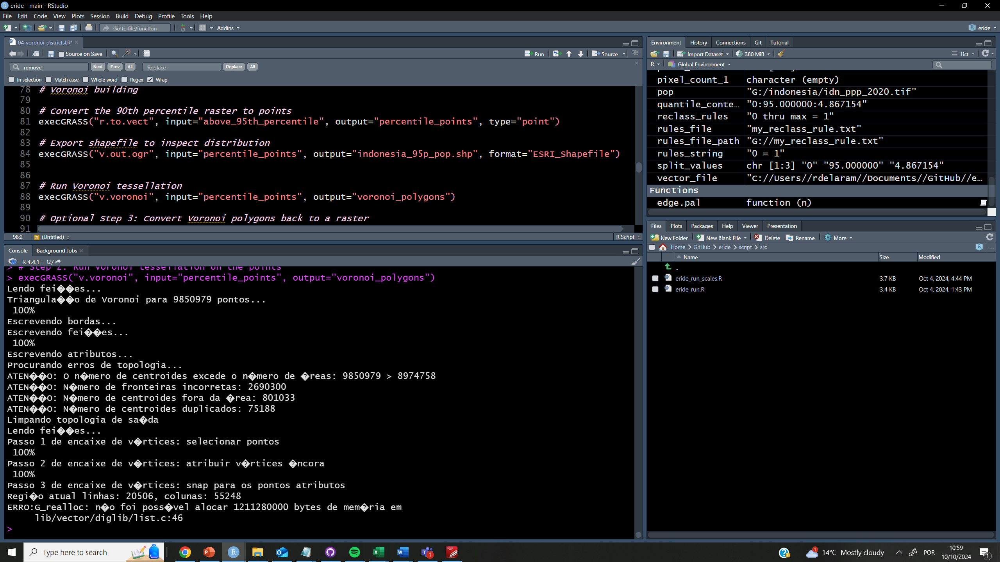 eride - main - RStudio
File Edit Code View Plots Session Build Debug Profile Tools Help
Go to file/function Addins eride
04_voronoi_districtsl.R*
Source on Save Run Source
remove Next Prev All Replace Replace All
In selection Match case Whole word Regex Wrap
78 # Voronoi building
79
80 # Convert the 90th percentile raster to points
81 execGRASS("r.to.vect", input="above_95th_percentile", output="percentile_points", type="point")
82
83 # Export shapefile to inspect distribution
84 execGRASS("v.out.ogr", input="percentile_points", output="indonesia_95p_pop.shp", format="ESRI_Shapefile")
85
86
87 # Run Voronoi tessellation
88 execGRASS("v.voronoi", input="percentile_points", output="voronoi_polygons")
89
90 # Optional Step 3: Convert Voronoi polygons back to a raster
91
98:2 # (Untitled) R Script
Console Background Jobs
R 4.4.1 · G:/
> # Step 2: Run Voronoi tessellation on the points
> execGRASS("v.voronoi", input="percentile_points", output="voronoi_polygons")
Lendo fei��es...
Triangula��o de Voronoi para 9850979 pontos...
100%
Escrevendo bordas...
Escrevendo fei��es...
100%
Escrevendo atributos...
Procurando erros de topologia...
ATEN��O: O n�mero de centroides excede o n�mero de �reas: 9850979 > 8974758
ATEN��O: N�mero de fronteiras incorretas: 2690300
ATEN��O: N�mero de centroides fora da �rea: 801033
ATEN��O: N�mero de centroides duplicados: 75188
Limpando topologia de sa�da
Lendo fei��es...
Passo 1 de encaixe de v�rtices: selecionar pontos
100%
Passo 2 de encaixe de v�rtices: atribuir v�rtices �ncora
100%
Passo 3 de encaixe de v�rtices: snap para os pontos atributos
Regi�o atual linhas: 20506, colunas: 55248
ERRO:G_realloc: n�o foi poss�vel alocar 1211280000 bytes de mem�ria em
lib/vector/diglib/list.c:46
>
Environment History Connections Git Tutorial
Import Dataset 380 MiB List
R Global Environment
pixel_count_1 character (empty)
pop "G:/indonesia/idn_ppp_2020.tif"
quantile_conte… "0:95.000000:4.867154"
reclass_rules "0 thru max = 1"
rules_file "my_reclass_rule.txt"
rules_file_path "G://my_reclass_rule.txt"
rules_string "0 = 1"
split_values chr [1:3] "0" "95.000000" "4.867154"
vector_file "C://Users//rdelaram//Documents//GitHub//e…
Functions
edge.pal function (n)
Files Plots Packages Help Viewer Presentation
New Folder New Blank File Delete Rename More
Home GitHub eride script src ...
Name Size Modified
..
eride_run_scales.R 3.7 KB Oct 4, 2024, 4:44 PM
eride_run.R 3.4 KB Oct 4, 2024, 1:43 PM
Type here to search
1
PDF
1
14°C Mostly cloudy
POR
10:59
10/10/2024
1